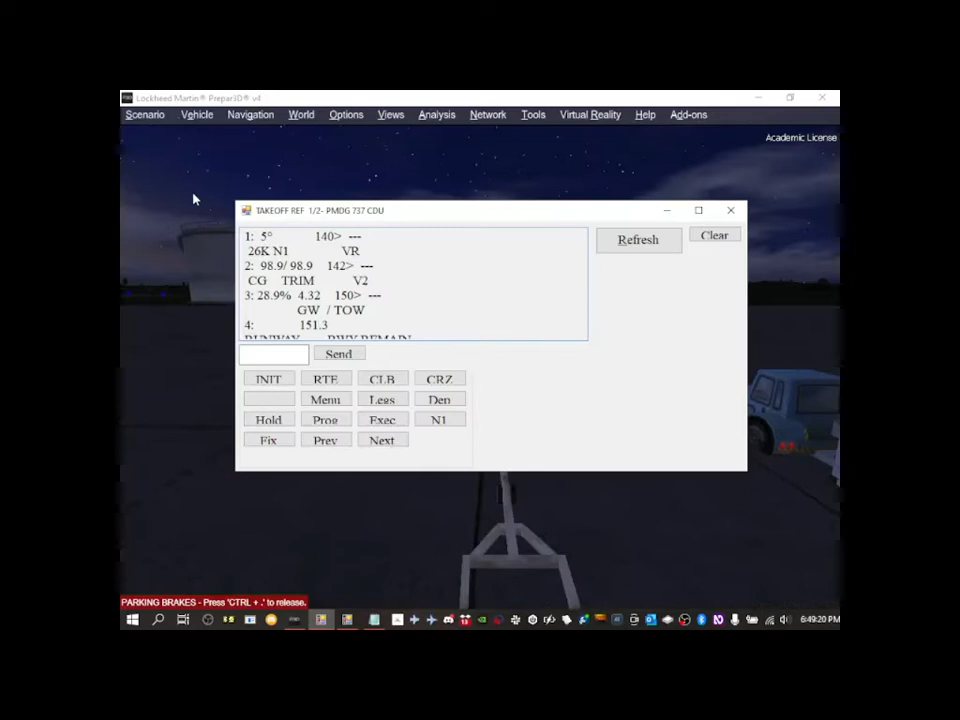 Lockheed Martin® Prepar3D® v4
Scenario Vehicle Navigation World Options Views Analysis Network Tools Virtual Reality Help Add-ons
Academic License
TAKEOFF REF 1/2- PMDG 737 CDU
1: 5° 140> ---
26K N1 VR
2: 98.9/ 98.9 142> ---
CG TRIM V2
3: 28.9% 4.32 150> ---
GW / TOW
4: 151.3
RUNWAY RWY REMAIN
Refresh
Clear
Send
INIT RTE CLB CRZ
Menu Legs Dep
Hold Prog Exec N1
Fix Prev Next
PARKING BRAKES - Press 'CTRL + .' to release.
6:49:20 PM